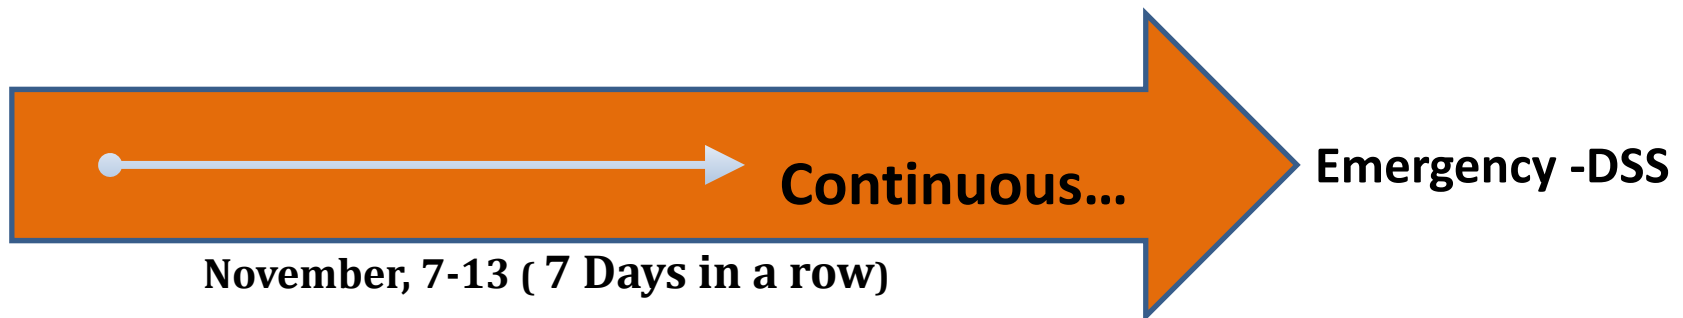 Continuous...
Emergency -DSS
November, 7-13 ( 7 Days in a row)